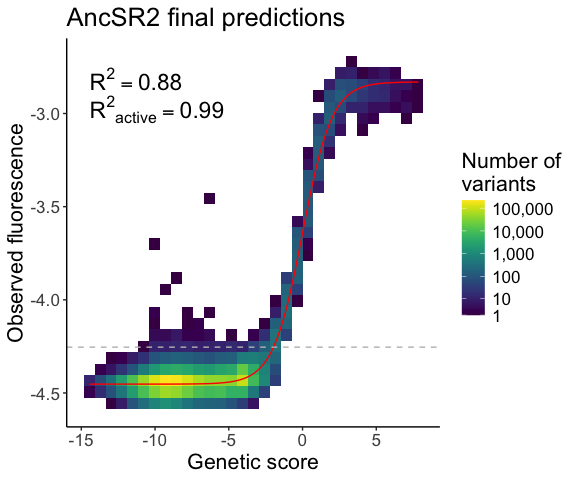 AncSR2 final predictions
R² = 0.88
R²active = 0.99
Observed fluorescence
-3.0
-3.5
-4.0
-4.5
-15
-10
-5
0
5
Genetic score
Number of
variants
100,000
10,000
1,000
100
10
1